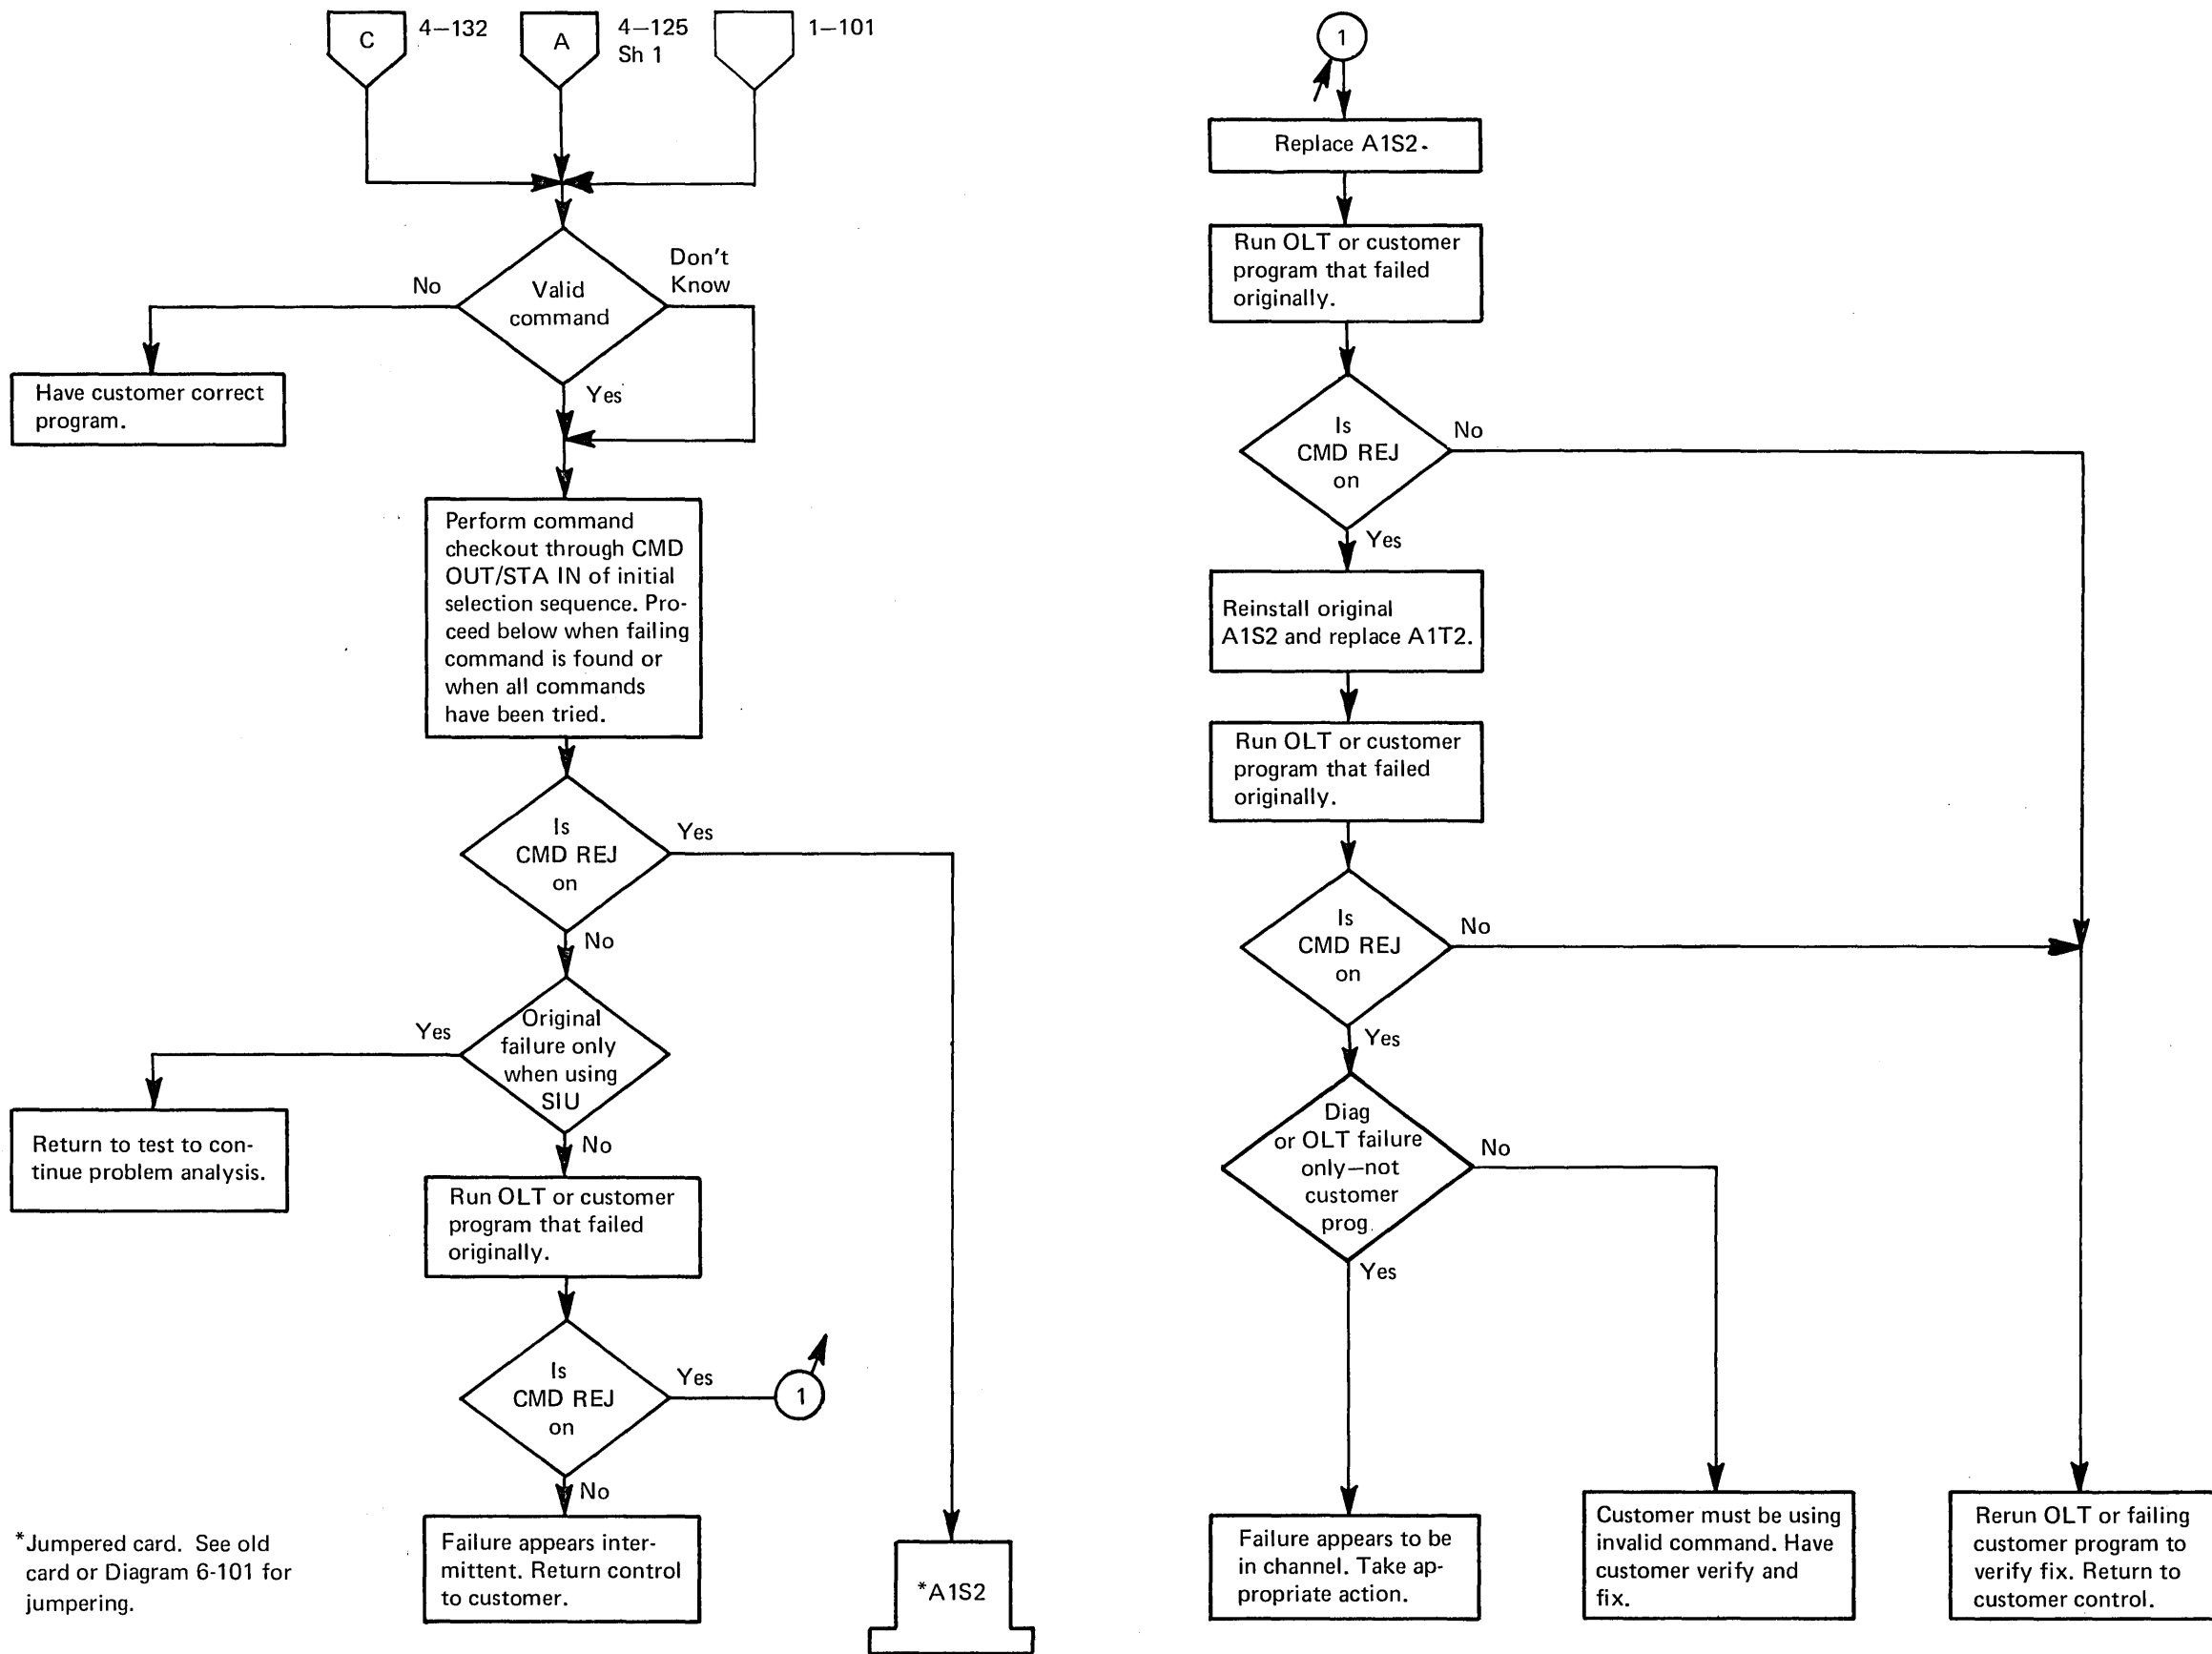 C
4–132
A
4–125
Sh 1
1–101
Valid
command
No
Don't
Know
Yes
Have customer correct
program.
Perform command
checkout through CMD
OUT/STA IN of initial
selection sequence. Pro-
ceed below when failing
command is found or
when all commands
have been tried.
Is
CMD REJ
on
Yes
No
Original
failure only
when using
SIU
Yes
No
Return to test to con-
tinue problem analysis.
Run OLT or customer
program that failed
originally.
Is
CMD REJ
on
Yes
1
No
Failure appears inter-
mittent. Return control
to customer.
*A1S2
*Jumpered card. See old
card or Diagram 6-101 for
jumpering.
1
Replace A1S2.
Run OLT or customer
program that failed
originally.
Is
CMD REJ
on
No
Yes
Reinstall original
A1S2 and replace A1T2.
Run OLT or customer
program that failed
originally.
Is
CMD REJ
on
No
Yes
Diag
or OLT failure
only—not
customer
prog.
No
Yes
Failure appears to be
in channel. Take ap-
propriate action.
Customer must be using
invalid command. Have
customer verify and
fix.
Rerun OLT or failing
customer program to
verify fix. Return to
customer control.